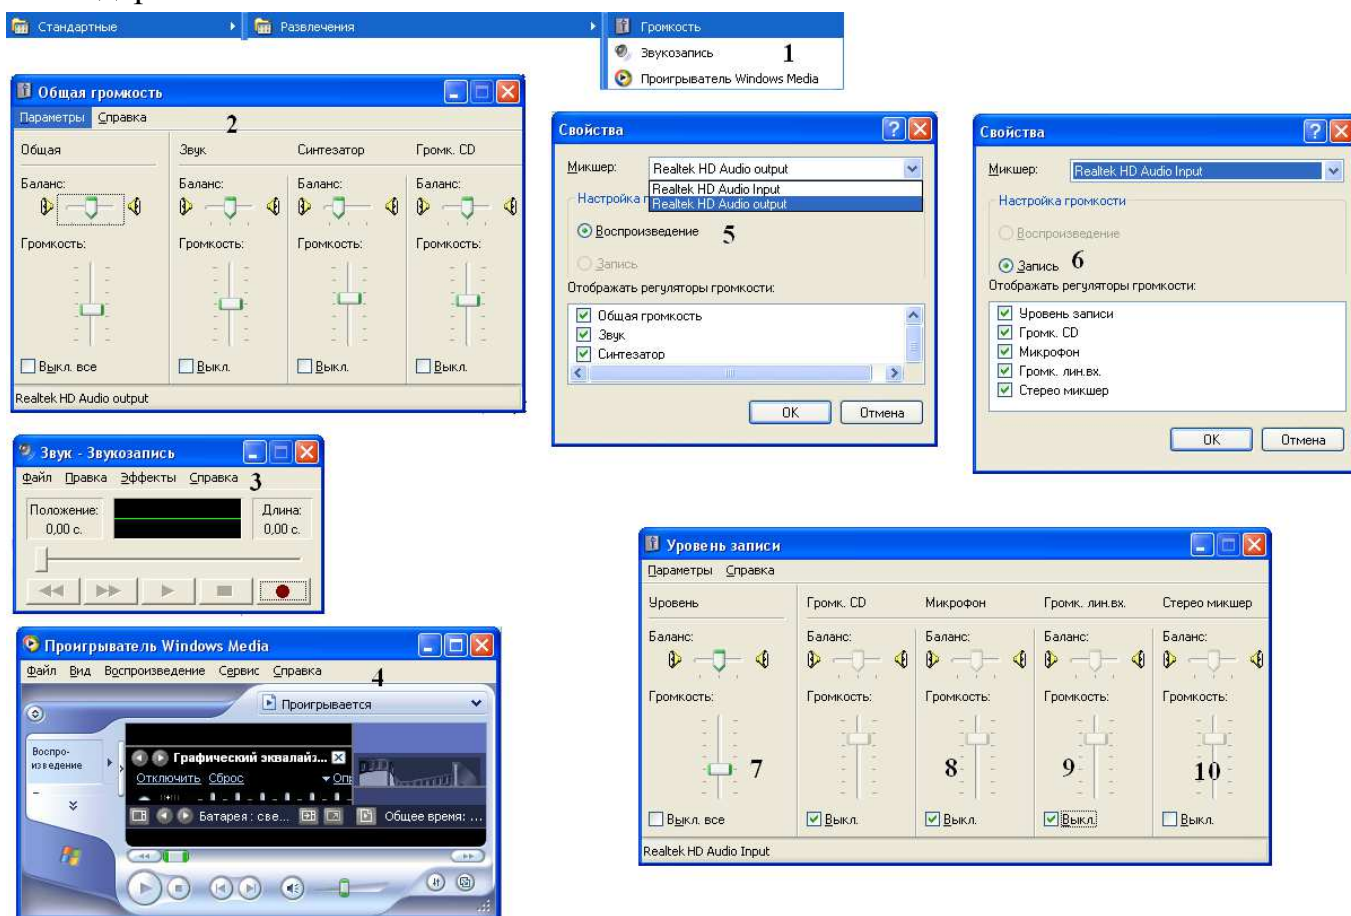 Стандартные
Развлечения
Громкость
Звукозапись
1
Проигрыватель Windows Media
Общая громкость
Параметры Справка
2
Общая Звук Синтезатор Громк. CD
Баланс: Баланс: Баланс: Баланс:
Громкость: Громкость: Громкость: Громкость:
Выкл. все Выкл. Выкл. Выкл.
Realtek HD Audio output
Свойства
Микшер: Realtek HD Audio output
Realtek HD Audio Input
Настройка Realtek HD Audio output
Воспроизведение 5
Запись
Отображать регуляторы громкости:
Общая громкость
Звук
Синтезатор
OK Отмена
Свойства
Микшер: Realtek HD Audio Input
Настройка громкости
Воспроизведение
Запись 6
Отображать регуляторы громкости:
Уровень записи
Громк. CD
Микрофон
Громк. лин.вх.
Стерео микшер
OK Отмена
Звук - Звукозапись
Файл Правка Эффекты Справка 3
Положение: Длина:
0,00 с. 0,00 с.
Проигрыватель Windows Media
Файл Вид Воспроизведение Сервис Справка 4
Проигрывается
Воспро-
изведение
Графический эквалайз...
Отключить Сброс
Батарея: све... Общее время: ...
Уровень записи
Параметры Справка
Уровень Громк. CD Микрофон Громк. лин.вх. Стерео микшер
Баланс: Баланс: Баланс: Баланс: Баланс:
Громкость: Громкость: Громкость: Громкость: Громкость:
7 8 9 10
Выкл. все Выкл. Выкл. Выкл. Выкл.
Realtek HD Audio Input